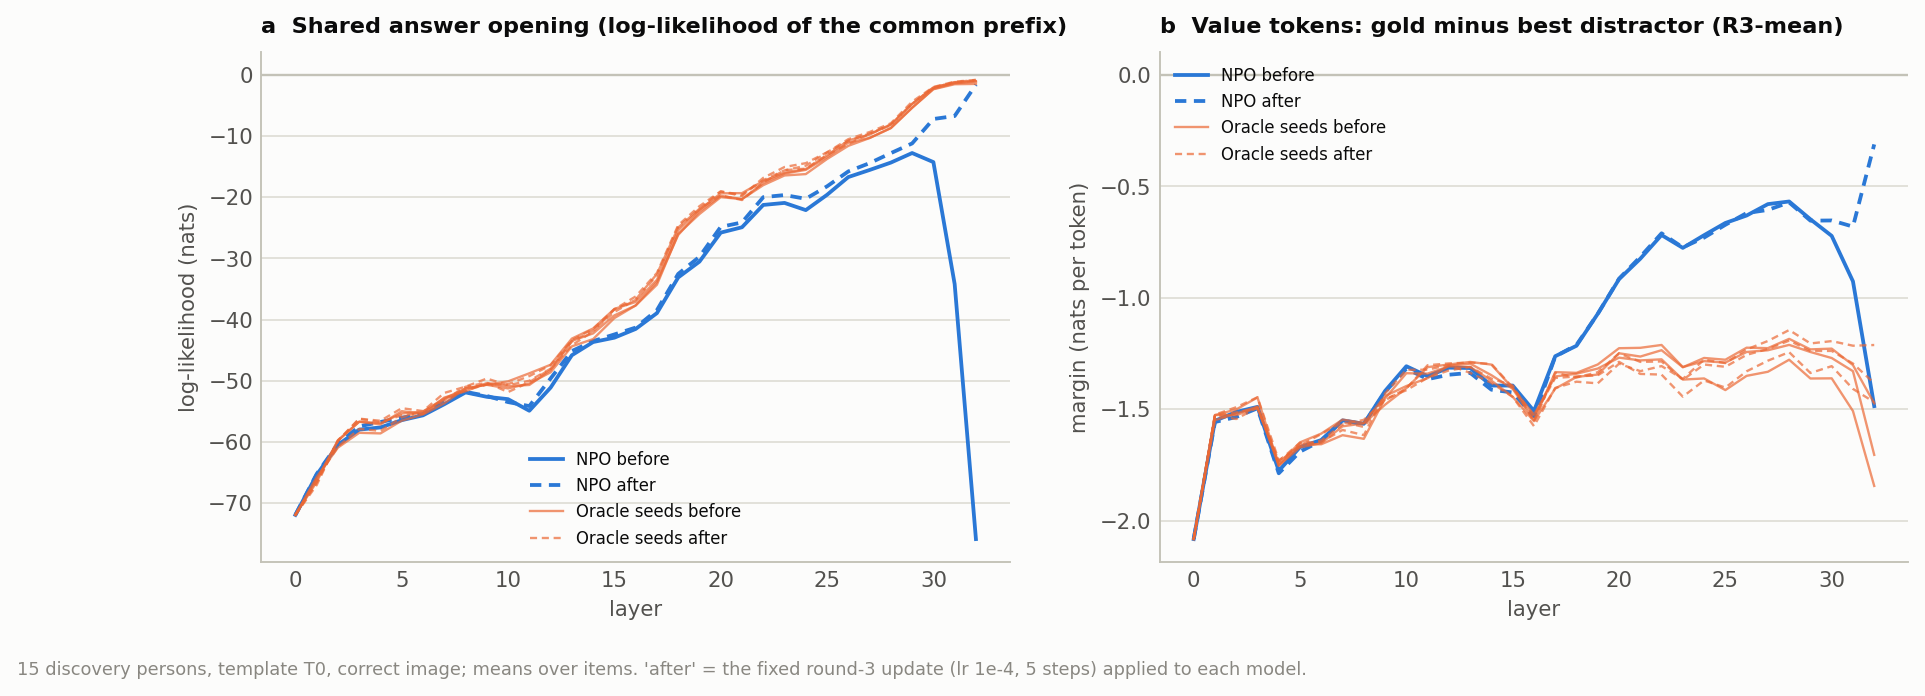 a Shared answer opening (log-likelihood of the common prefix)
0
−10
−20
−30
−40
−50
−60
−70
log-likelihood (nats)
NPO before
NPO after
Oracle seeds before
Oracle seeds after
0 5 10 15 20 25 30
layer
b Value tokens: gold minus best distractor (R3-mean)
0.0
−0.5
−1.0
−1.5
−2.0
margin (nats per token)
NPO before
NPO after
Oracle seeds before
Oracle seeds after
0 5 10 15 20 25 30
layer
15 discovery persons, template T0, correct image; means over items. 'after' = the fixed round-3 update (lr 1e-4, 5 steps) applied to each model.